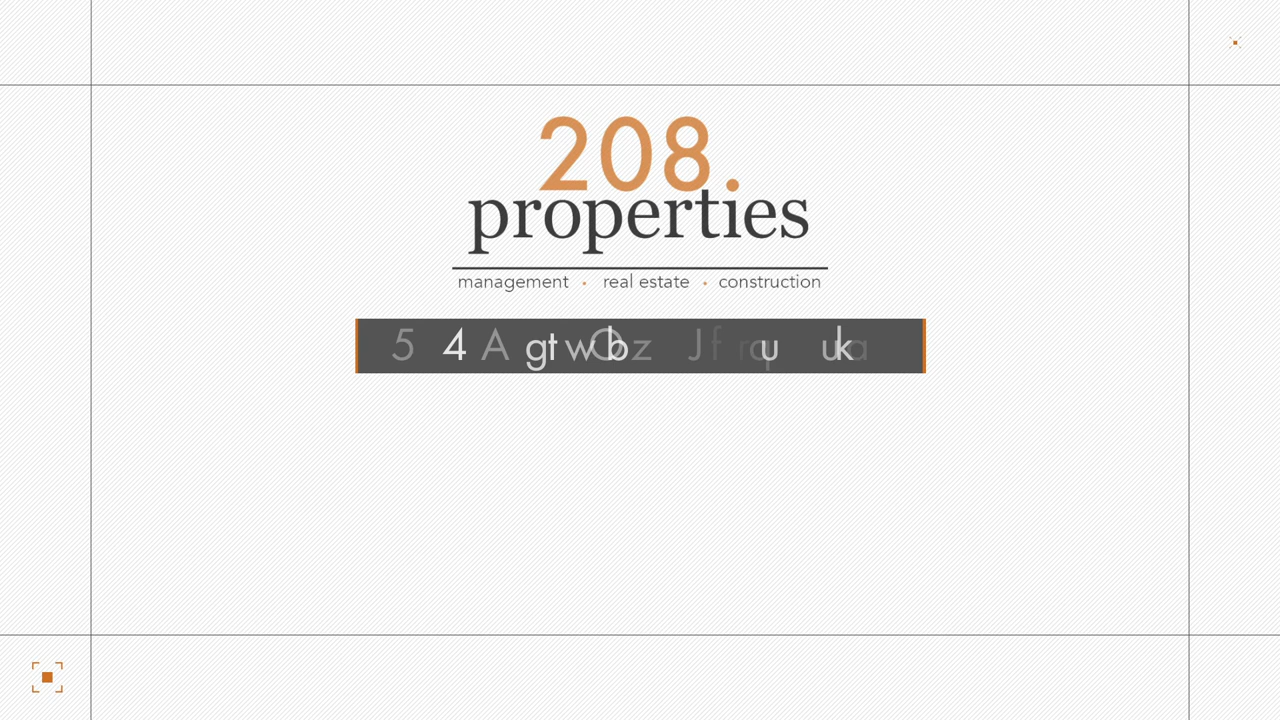 208.
properties
management • real estate • construction